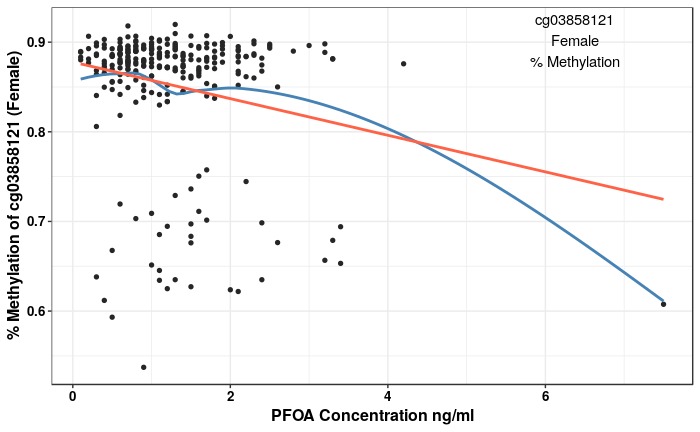 cg03858121
Female
% Methylation
% Methylation of cg03858121 (Female)
0.9
0.8
0.7
0.6
0 2 4 6
PFOA Concentration ng/ml